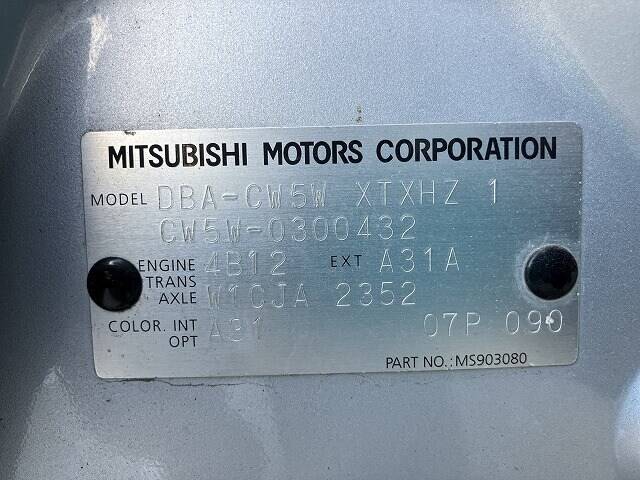 MITSUBISHI MOTORS CORPORATION
MODEL DBA-CW5W XTXHZ 1
CW5W-0300432
ENGINE 4B12 EXT A31A
TRANS
AXLE W1CJA 2352
COLOR. INT A31 07P 090
OPT
PART NO.: MS903080